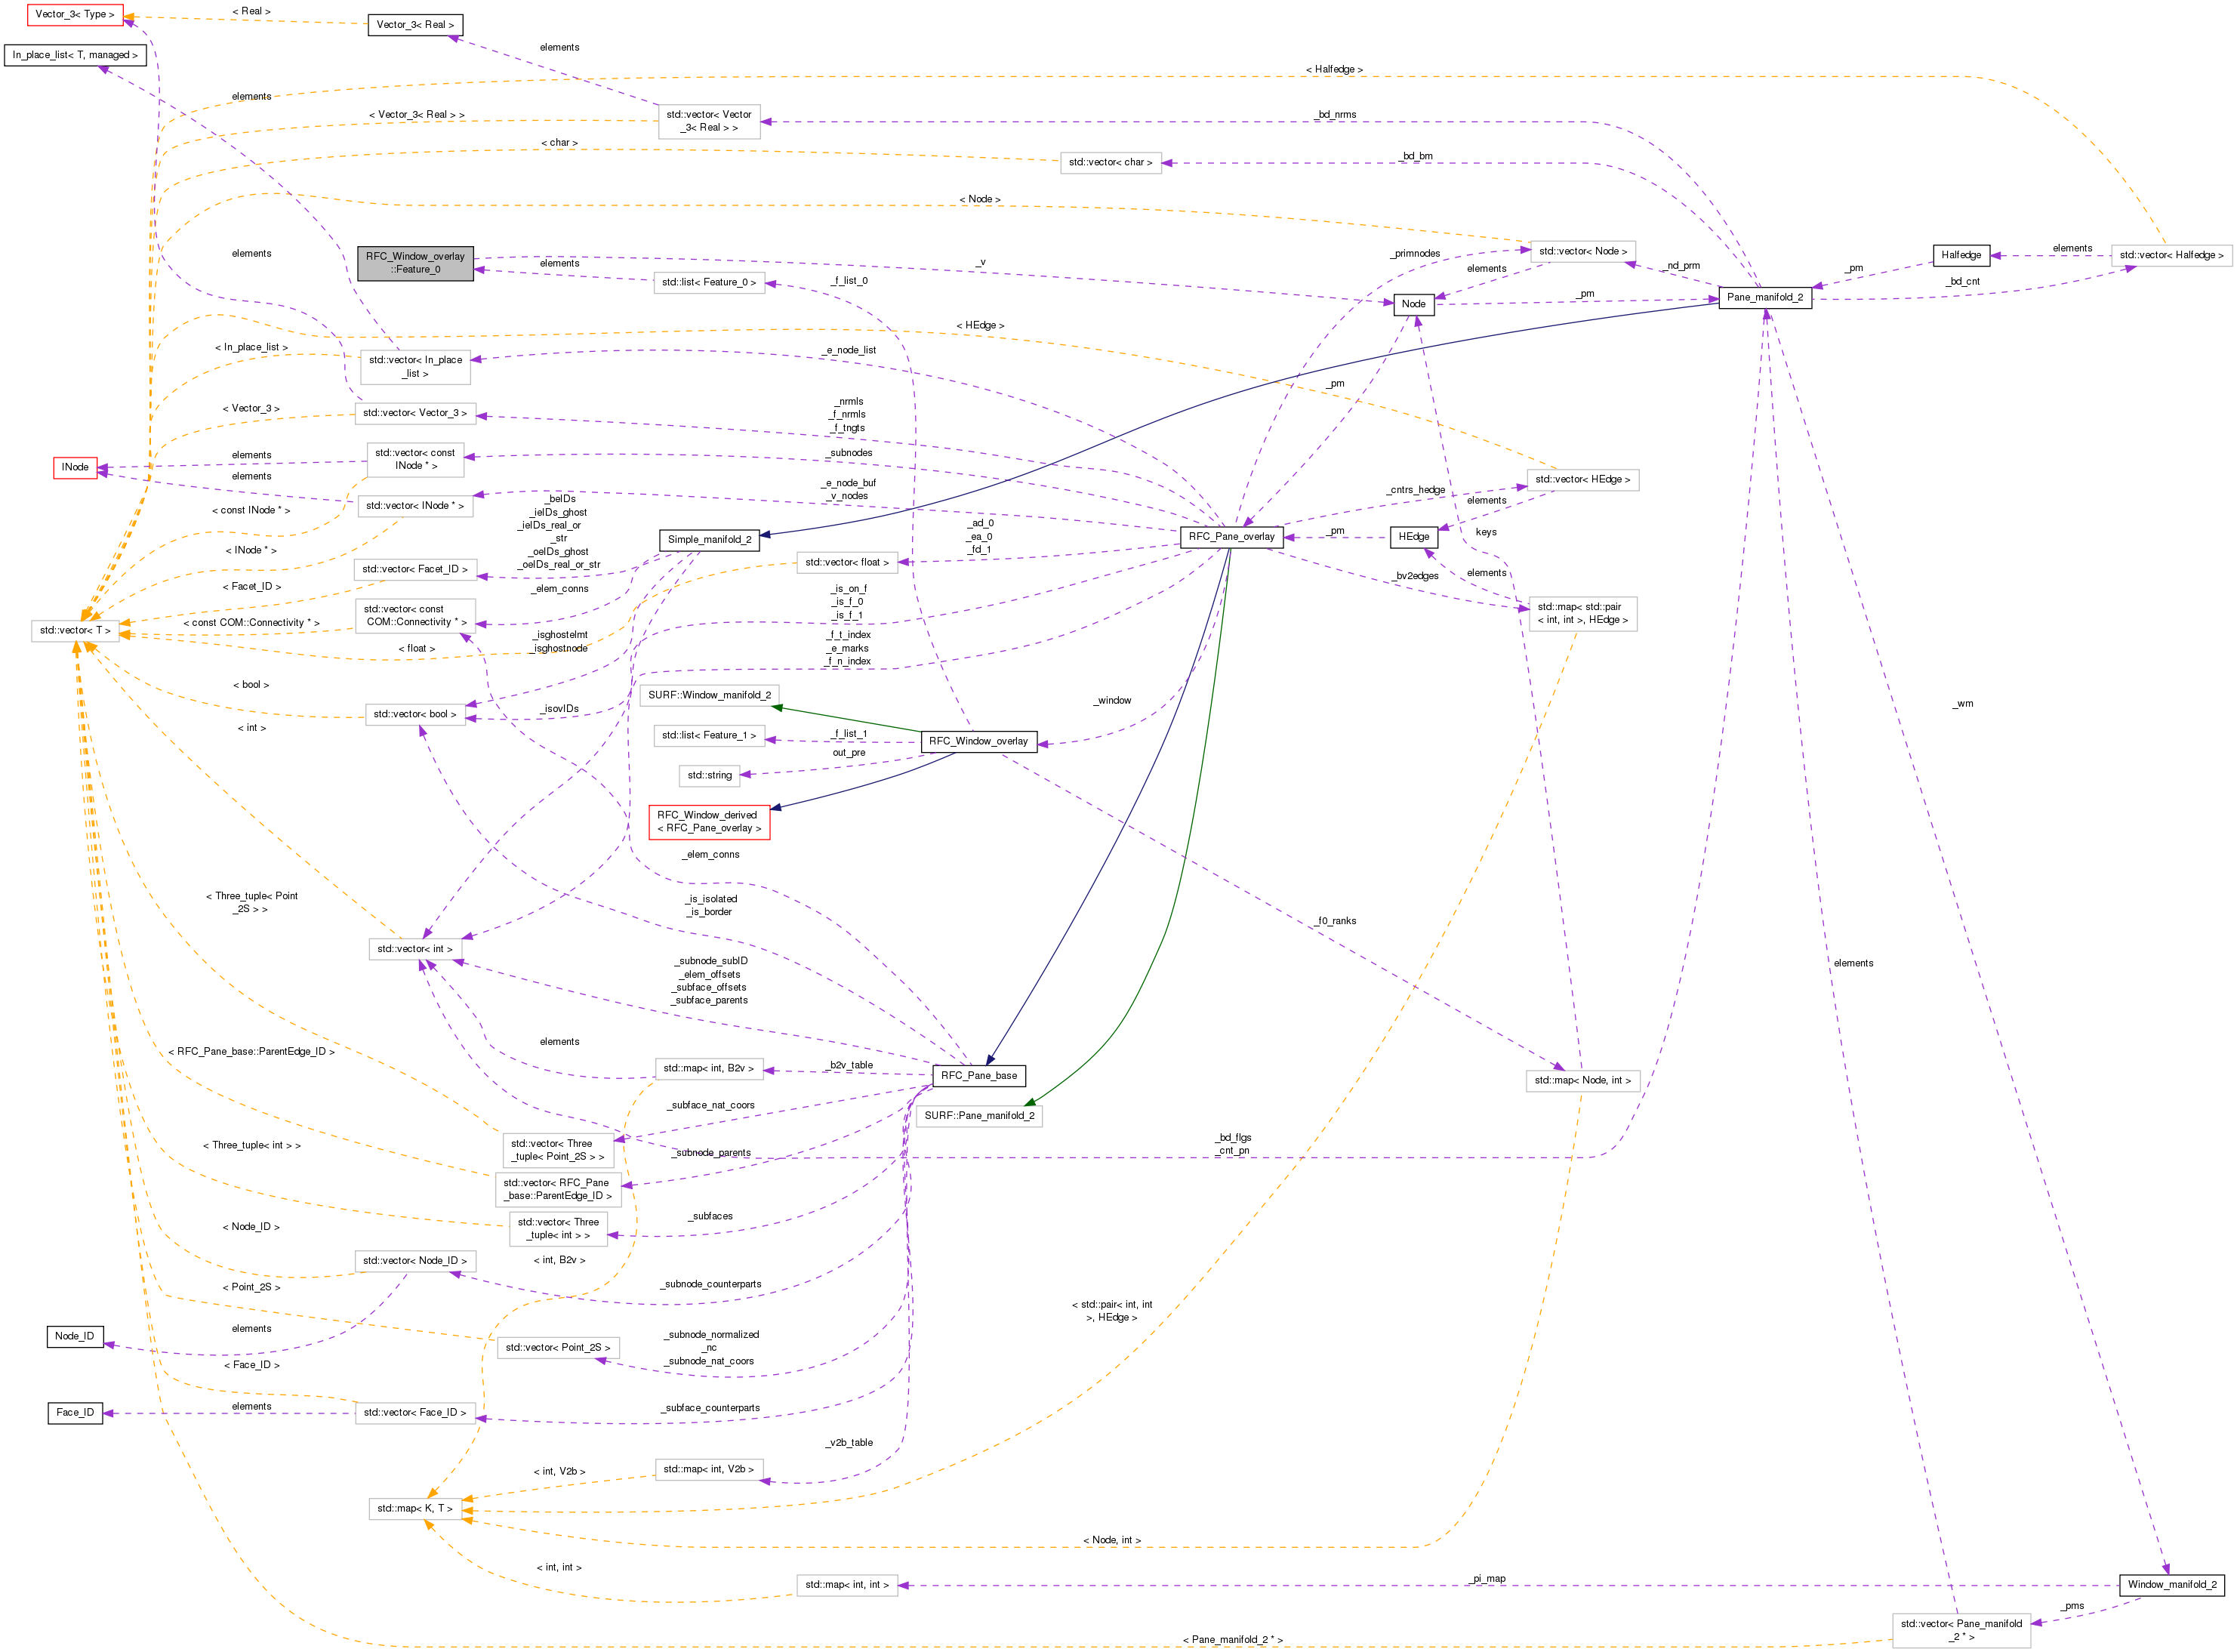 Vector_3< Type >
< Real >
Vector_3< Real >
In_place_list< T, managed >
elements
< Halfedge >
elements
< Vector_3< Real > >
std::vector< Vector
_3< Real > >
_bd_nrms
< char >
std::vector< char >
_bd_bm
< Node >
RFC_Window_overlay
::Feature_0
_v
elements
std::list< Feature_0 >
_f_list_0
_primnodes
std::vector< Node >
elements
_nd_prm
Halfedge
elements
std::vector< Halfedge >
_pm
_bd_cnt
Node
_pm
Pane_manifold_2
elements
< HEdge >
< In_place_list >
std::vector< In_place
_list >
_e_node_list
_pm
< Vector_3 >
std::vector< Vector_3 >
_nrmls
_f_nrmls
_f_tngts
INode
elements
elements
std::vector< const
INode * >
_subnodes
std::vector< HEdge >
< const INode * >
std::vector< INode * >
_e_node_buf
_v_nodes
_cntrs_hedge
elements
_beIDs
_ieIDs_ghost
_ieIDs_real_or
_str
_oeIDs_ghost
_oeIDs_real_or_str
< INode * >
Simple_manifold_2
_ad_0
_ea_0
_fd_1
RFC_Pane_overlay
_pm
HEdge
keys
std::vector< Facet_ID >
std::vector< float >
_bv2edges
elements
< Facet_ID >
_elem_conns
_is_on_f
_is_f_0
_is_f_1
std::map< std::pair
< int, int >, HEdge >
std::vector< T >
< const COM::Connectivity * >
std::vector< const
COM::Connectivity * >
< float >
_isghostelmt
_isghostnode
_f_t_index
_e_marks
_f_n_index
< bool >
std::vector< bool >
_isovIDs
SURF::Window_manifold_2
_window
_wm
< int >
std::list< Feature_1 >
_f_list_1
RFC_Window_overlay
out_pre
std::string
RFC_Window_derived
< RFC_Pane_overlay >
_elem_conns
< Three_tuple< Point
_2S > >
_is_isolated
_is_border
_f0_ranks
std::vector< int >
_subnode_subID
_elem_offsets
_subface_offsets
_subface_parents
elements
elements
< RFC_Pane_base::ParentEdge_ID >
std::map< int, B2v >
_b2v_table
RFC_Pane_base
std::map< Node, int >
_subface_nat_coors
SURF::Pane_manifold_2
< Three_tuple< int > >
std::vector< Three
_tuple< Point_2S > >
_subnode_parents
_bd_flgs
_cnt_pn
std::vector< RFC_Pane
_base::ParentEdge_ID >
< Node_ID >
std::vector< Three
_tuple< int > >
_subfaces
std::vector< Node_ID >
< int, B2v >
< Point_2S >
_subnode_counterparts
< std::pair< int, int
>, HEdge >
Node_ID
elements
std::vector< Point_2S >
_subnode_normalized
_nc
_subnode_nat_coors
< Face_ID >
Face_ID
elements
std::vector< Face_ID >
_subface_counterparts
_v2b_table
< int, V2b >
std::map< int, V2b >
std::map< K, T >
< Node, int >
< int, int >
std::map< int, int >
_pi_map
Window_manifold_2
_pms
std::vector< Pane_manifold
_2 * >
< Pane_manifold_2 * >